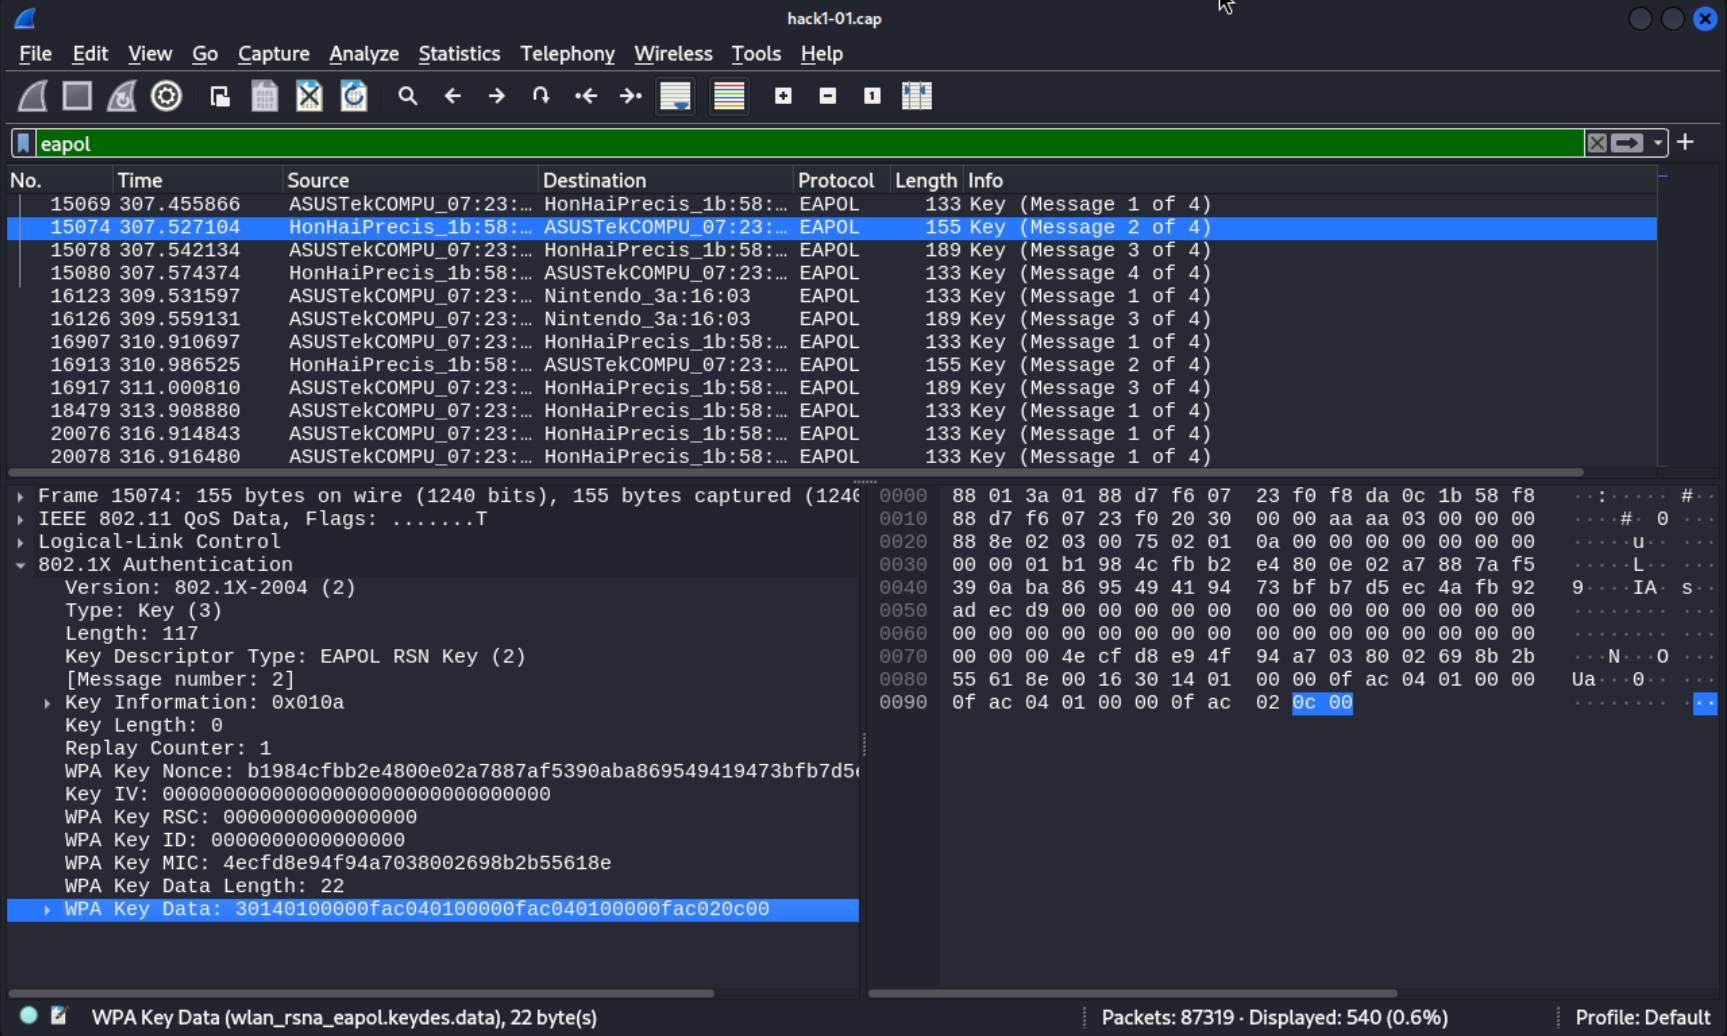 hack1-01.cap
File Edit View Go Capture Analyze Statistics Telephony Wireless Tools Help
eapol
No. Time Source Destination Protocol Length Info
15069 307.455866 ASUSTekCOMPU_07:23:… HonHaiPrecis_1b:58:… EAPOL 133 Key (Message 1 of 4)
15074 307.527104 HonHaiPrecis_1b:58:… ASUSTekCOMPU_07:23:… EAPOL 155 Key (Message 2 of 4)
15078 307.542134 ASUSTekCOMPU_07:23:… HonHaiPrecis_1b:58:… EAPOL 189 Key (Message 3 of 4)
15080 307.574374 HonHaiPrecis_1b:58:… ASUSTekCOMPU_07:23:… EAPOL 133 Key (Message 4 of 4)
16123 309.531597 ASUSTekCOMPU_07:23:… Nintendo_3a:16:03 EAPOL 133 Key (Message 1 of 4)
16126 309.559131 ASUSTekCOMPU_07:23:… Nintendo_3a:16:03 EAPOL 189 Key (Message 3 of 4)
16907 310.910697 ASUSTekCOMPU_07:23:… HonHaiPrecis_1b:58:… EAPOL 133 Key (Message 1 of 4)
16913 310.986525 HonHaiPrecis_1b:58:… ASUSTekCOMPU_07:23:… EAPOL 155 Key (Message 2 of 4)
16917 311.000810 ASUSTekCOMPU_07:23:… HonHaiPrecis_1b:58:… EAPOL 189 Key (Message 3 of 4)
18479 313.908880 ASUSTekCOMPU_07:23:… HonHaiPrecis_1b:58:… EAPOL 133 Key (Message 1 of 4)
20076 316.914843 ASUSTekCOMPU_07:23:… HonHaiPrecis_1b:58:… EAPOL 133 Key (Message 1 of 4)
20078 316.916480 ASUSTekCOMPU_07:23:… HonHaiPrecis_1b:58:… EAPOL 133 Key (Message 1 of 4)
Frame 15074: 155 bytes on wire (1240 bits), 155 bytes captured (1240
IEEE 802.11 QoS Data, Flags: .......T
Logical-Link Control
802.1X Authentication
Version: 802.1X-2004 (2)
Type: Key (3)
Length: 117
Key Descriptor Type: EAPOL RSN Key (2)
[Message number: 2]
Key Information: 0x010a
Key Length: 0
Replay Counter: 1
WPA Key Nonce: b1984cfbb2e4800e02a7887af5390aba869549419473bfb7d5e
Key IV: 00000000000000000000000000000000
WPA Key RSC: 0000000000000000
WPA Key ID: 0000000000000000
WPA Key MIC: 4ecfd8e94f94a7038002698b2b55618e
WPA Key Data Length: 22
WPA Key Data: 30140100000fac040100000fac040100000fac020c00
0000 88 01 3a 01 88 d7 f6 07 23 f0 f8 da 0c 1b 58 f8 ··:····· #··
0010 88 d7 f6 07 23 f0 20 30 00 00 aa aa 03 00 00 00 ····#· 0 ···
0020 88 8e 02 03 00 75 02 01 0a 00 00 00 00 00 00 00 ·····u·· ···
0030 00 00 01 b1 98 4c fb b2 e4 80 0e 02 a7 88 7a f5 ·····L·· ···
0040 39 0a ba 86 95 49 41 94 73 bf b7 d5 ec 4a fb 92 9····IA· s··
0050 ad ec d9 00 00 00 00 00 00 00 00 00 00 00 00 00 ········ ···
0060 00 00 00 00 00 00 00 00 00 00 00 00 00 00 00 00 ········ ···
0070 00 00 00 4e cf d8 e9 4f 94 a7 03 80 02 69 8b 2b ···N···O ···
0080 55 61 8e 00 16 30 14 01 00 00 0f ac 04 01 00 00 Ua···0·· ···
0090 0f ac 04 01 00 00 0f ac 02 0c 00 ········ ···
WPA Key Data (wlan_rsna_eapol.keydes.data), 22 byte(s)
Packets: 87319 · Displayed: 540 (0.6%)
Profile: Default